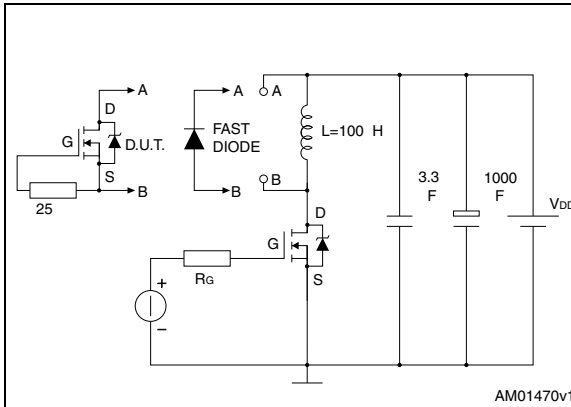 A
D
G
D.U.T.
S
B
25
A
FAST
DIODE
B
A
L=100 H
B
D
G
S
RG
+
–
3.3
F
1000
F
VDD
AM01470v1